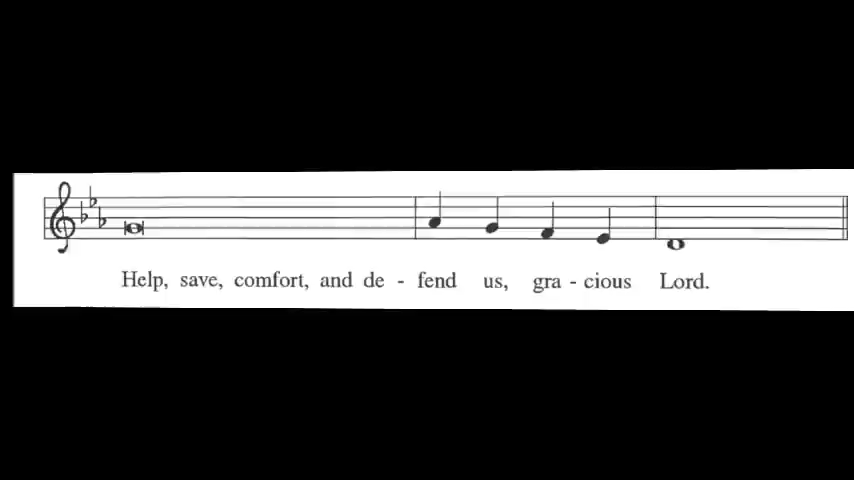 Help, save, comfort, and de - fend us, gra - cious Lord.